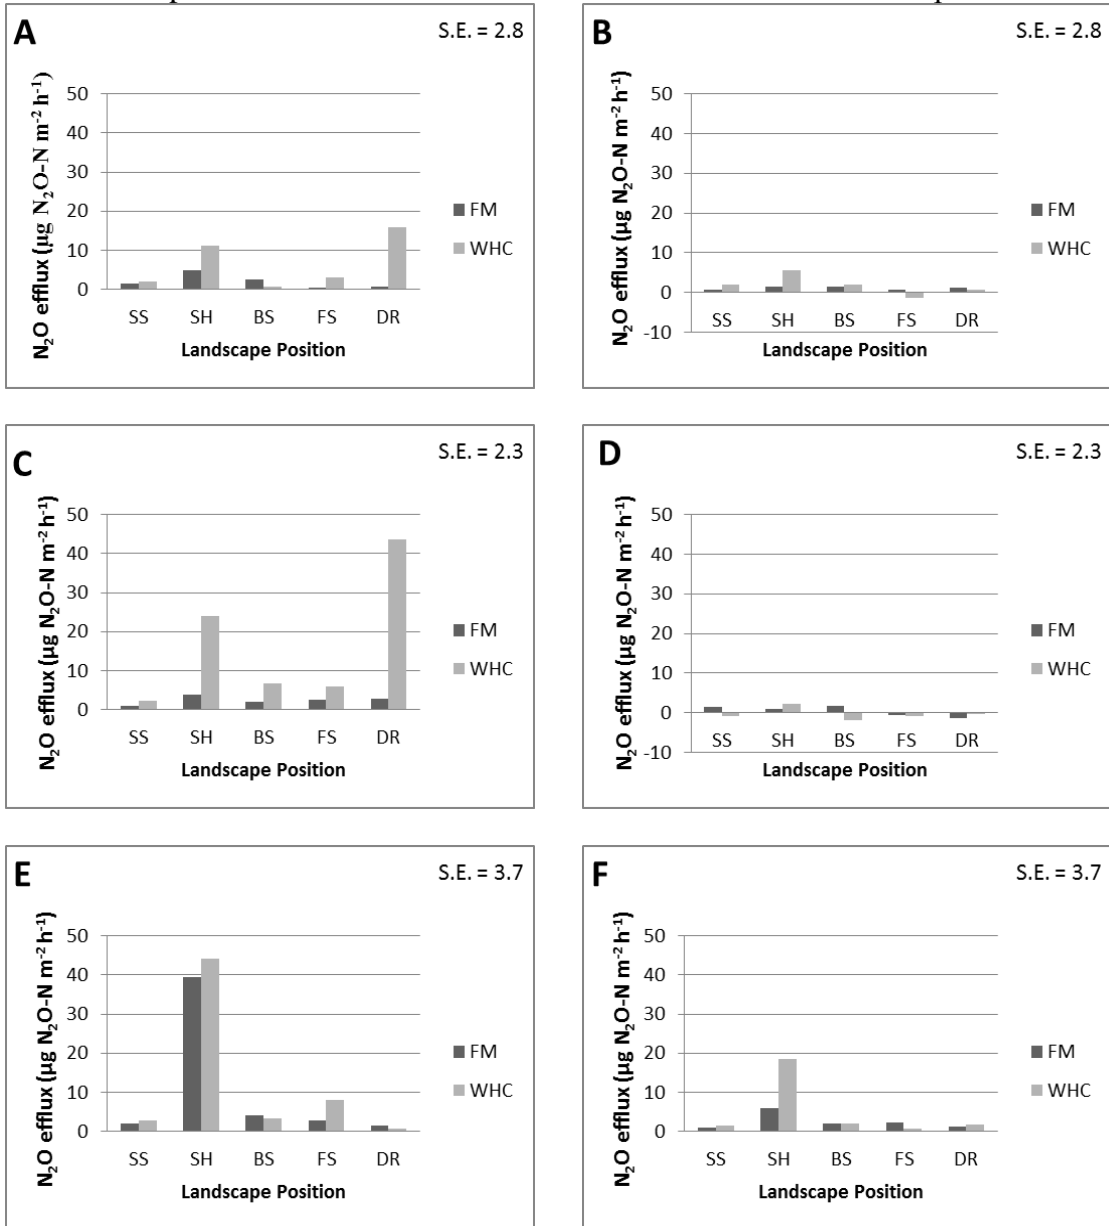 A
S.E. = 2.8
N₂O efflux (µg N₂O-N m⁻² h⁻¹)
50
40
30
20
10
0
SS SH BS FS DR
Landscape Position
FM
WHC
B
S.E. = 2.8
N₂O efflux (µg N₂O-N m⁻² h⁻¹)
50
40
30
20
10
0
-10
SS SH BS FS DR
Landscape Position
FM
WHC
C
S.E. = 2.3
N₂O efflux (µg N₂O-N m⁻² h⁻¹)
50
40
30
20
10
0
SS SH BS FS DR
Landscape Position
FM
WHC
D
S.E. = 2.3
N₂O efflux (µg N₂O-N m⁻² h⁻¹)
50
40
30
20
10
0
-10
SS SH BS FS DR
Landscape Position
FM
WHC
E
S.E. = 3.7
N₂O efflux (µg N₂O-N m⁻² h⁻¹)
50
40
30
20
10
0
SS SH BS FS DR
Landscape Position
FM
WHC
F
S.E. = 3.7
N₂O efflux (µg N₂O-N m⁻² h⁻¹)
50
40
30
20
10
0
SS SH BS FS DR
Landscape Position
FM
WHC